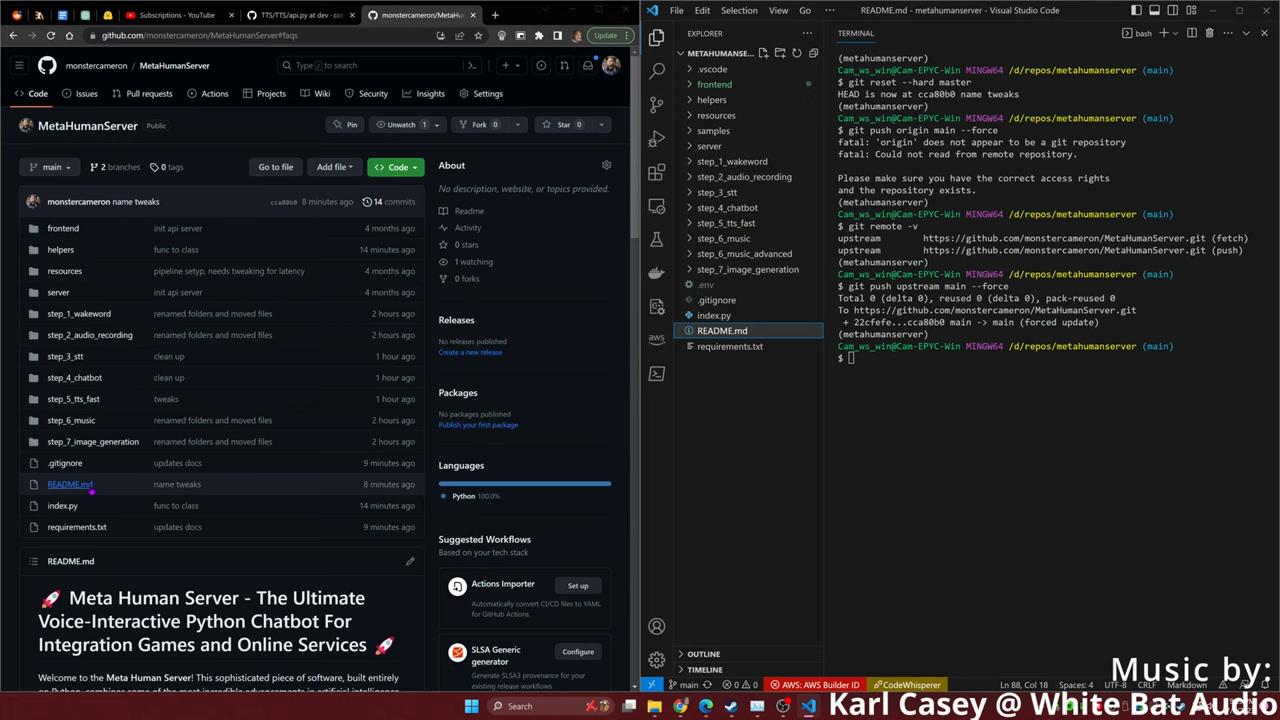 Subscriptions - YouTube
TTS/TTS/api.py at dev · co
monstercameron/MetaHu
github.com/monstercameron/MetaHumanServer#faqs
Update
monstercameron / MetaHumanServer
Type / to search
Code
Issues
Pull requests
Actions
Projects
Wiki
Security
Insights
Settings
MetaHumanServer
Public
Pin
Unwatch 1
Fork 0
Star 0
main
2 branches
0 tags
Go to file
Add file
Code
monstercameron name tweaks
cca80b0 8 minutes ago
14 commits
frontend init api server 4 months ago
helpers func to class 14 minutes ago
resources pipeline setyp, needs tweaking for latency 4 months ago
server init api server 4 months ago
step_1_wakeword renamed folders and moved files 2 hours ago
step_2_audio_recording renamed folders and moved files 2 hours ago
step_3_stt clean up 1 hour ago
step_4_chatbot clean up 1 hour ago
step_5_tts_fast tweaks 1 hour ago
step_6_music renamed folders and moved files 2 hours ago
step_7_image_generation renamed folders and moved files 2 hours ago
.gitignore updates docs 9 minutes ago
README.md name tweaks 8 minutes ago
index.py func to class 14 minutes ago
requirements.txt updates docs 9 minutes ago
README.md
🚀 Meta Human Server - The Ultimate
Voice-Interactive Python Chatbot For
Integration Games and Online Services 🚀
Welcome to the Meta Human Server! This sophisticated piece of software, built entirely
on Python, combines some of the most incredible advancements in artificial intelligence
About
No description, website, or topics provided.
Readme
Activity
0 stars
1 watching
0 forks
Releases
No releases published
Create a new release
Packages
No packages published
Publish your first package
Languages
Python 100.0%
Suggested Workflows
Based on your tech stack
Actions Importer
Set up
Automatically convert CI/CD files to YAML
for GitHub Actions.
SLSA Generic
generator
Configure
Generate SLSA3 provenance for your
existing release workflows
File Edit Selection View Go
README.md - metahumanserver - Visual Studio Code
EXPLORER
METAHUMANSE...
.vscode
frontend
helpers
resources
samples
server
step_1_wakeword
step_2_audio_recording
step_3_stt
step_4_chatbot
step_5_tts_fast
step_6_music
step_6_music_advanced
step_7_image_generation
.env
.gitignore
index.py
README.md
requirements.txt
OUTLINE
TIMELINE
TERMINAL
bash
(metahumanserver)
Cam_ws_win@Cam-EPYC-Win MINGW64 /d/repos/metahumanserver (main)
$ git reset --hard master
HEAD is now at cca80b0 name tweaks
(metahumanserver)
Cam_ws_win@Cam-EPYC-Win MINGW64 /d/repos/metahumanserver (main)
$ git push origin main --force
fatal: 'origin' does not appear to be a git repository
fatal: Could not read from remote repository.
Please make sure you have the correct access rights
and the repository exists.
(metahumanserver)
Cam_ws_win@Cam-EPYC-Win MINGW64 /d/repos/metahumanserver (main)
$ git remote -v
upstream https://github.com/monstercameron/MetaHumanServer.git (fetch)
upstream https://github.com/monstercameron/MetaHumanServer.git (push)
(metahumanserver)
Cam_ws_win@Cam-EPYC-Win MINGW64 /d/repos/metahumanserver (main)
$ git push upstream main --force
Total 0 (delta 0), reused 0 (delta 0), pack-reused 0
To https://github.com/monstercameron/MetaHumanServer.git
+ 22cfefe...cca80b0 main -> main (forced update)
(metahumanserver)
Cam_ws_win@Cam-EPYC-Win MINGW64 /d/repos/metahumanserver (main)
$
main
0 0
AWS: AWS Builder ID
CodeWhisperer
Ln 88, Col 18
Spaces: 4
UTF-8
CRLF
Markdown
Search
Music by:
Karl Casey @ White Bat Audio